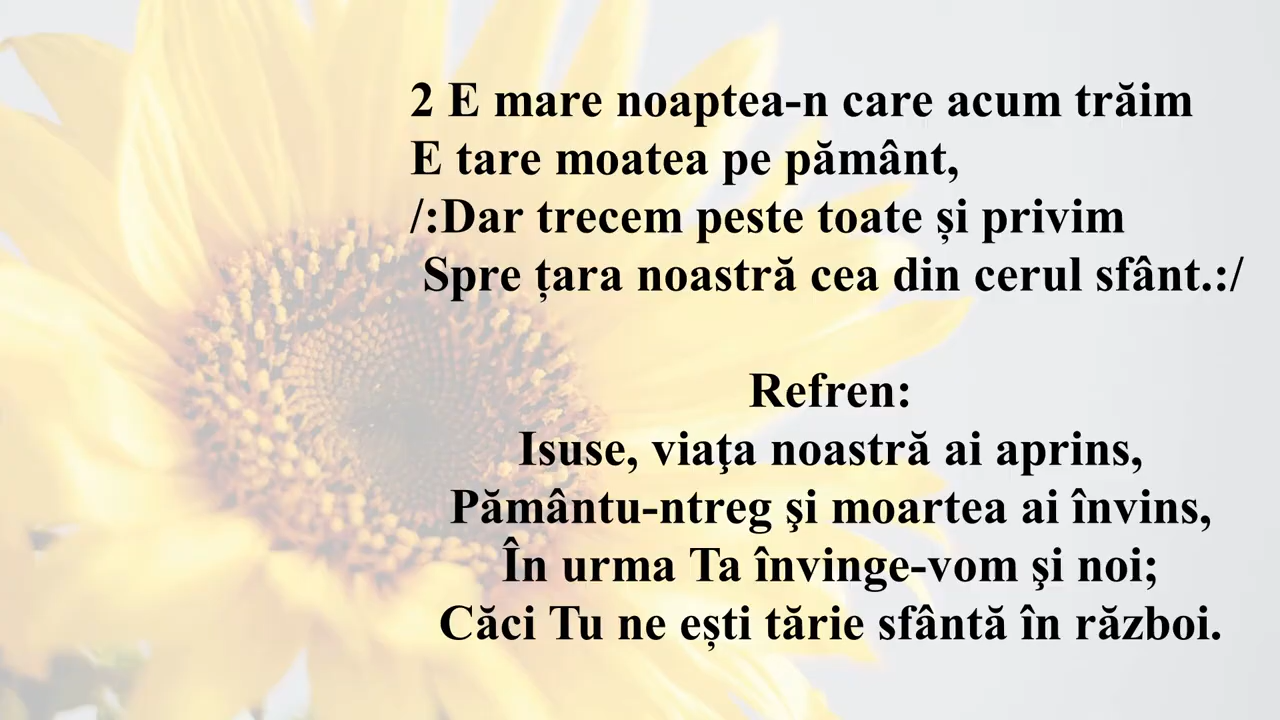 2 E mare noaptea-n care acum trăim
E tare moatea pe pământ,
/:Dar trecem peste toate și privim
Spre țara noastră cea din cerul sfânt.:/
Refren:
Isuse, viaţa noastră ai aprins,
Pământu-ntreg şi moartea ai învins,
În urma Ta învinge-vom şi noi;
Căci Tu ne ești tărie sfântă în război.